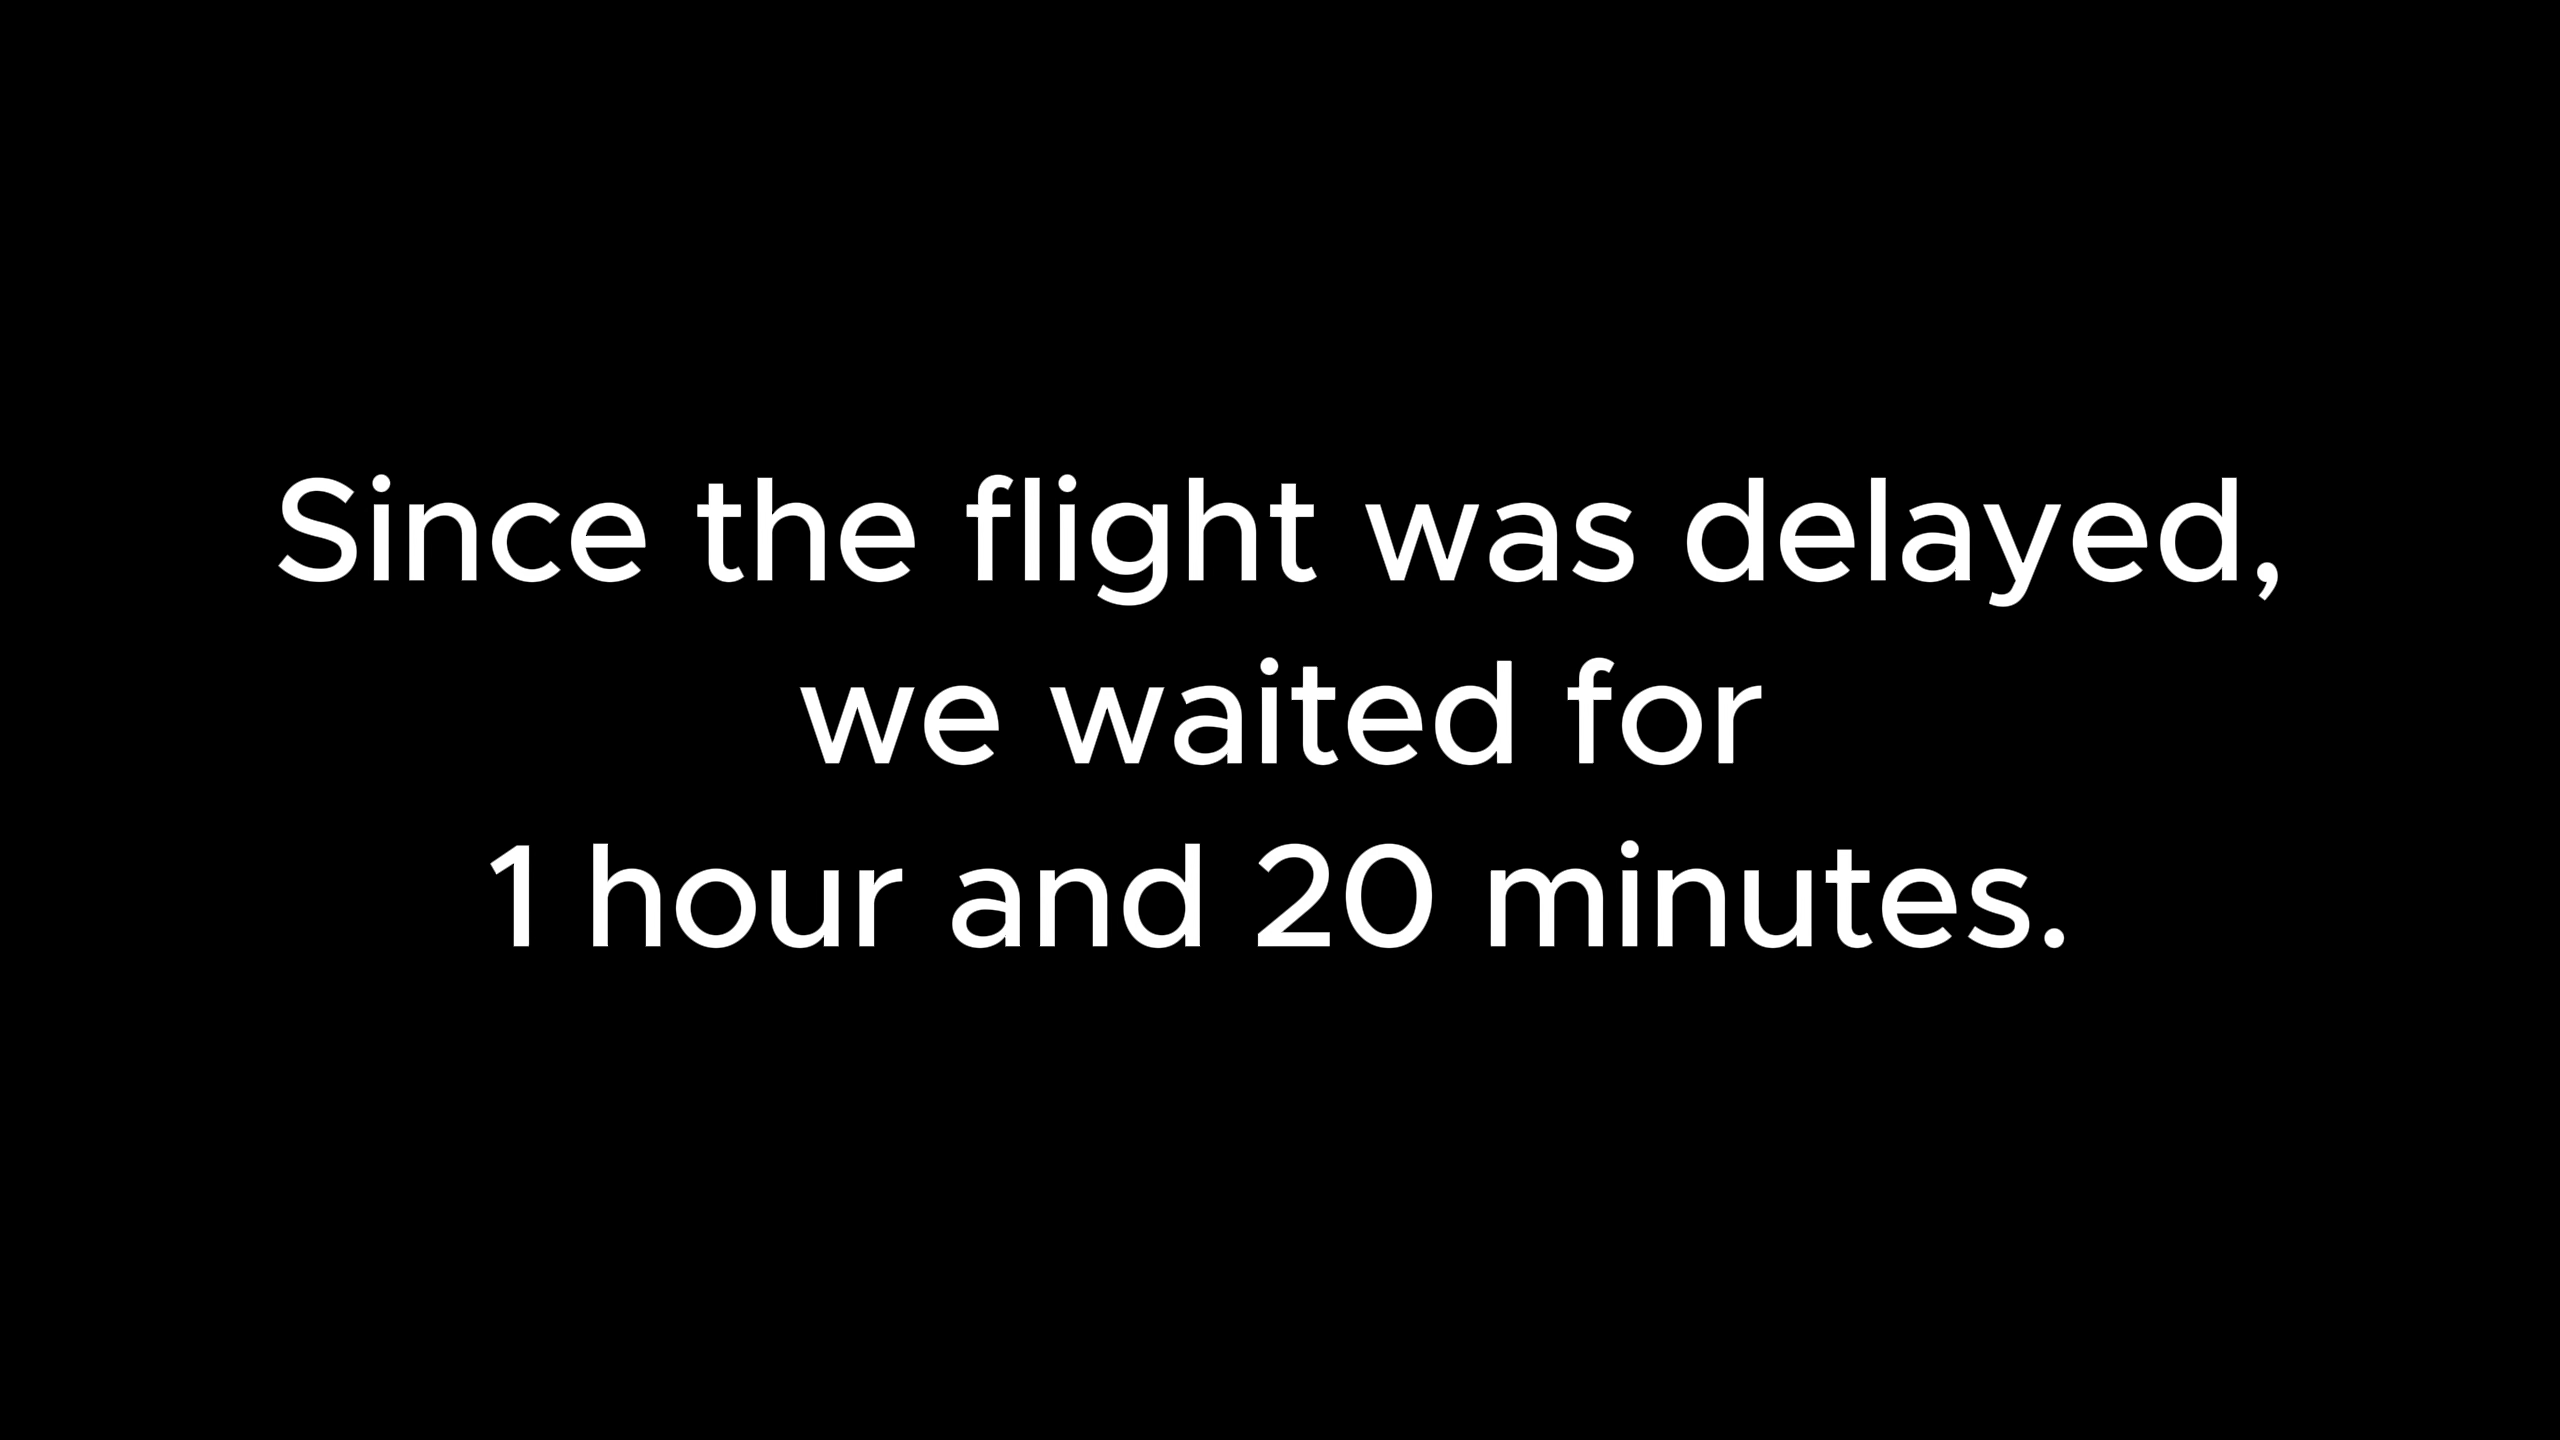 Since the flight was delayed,
we waited for
1 hour and 20 minutes.